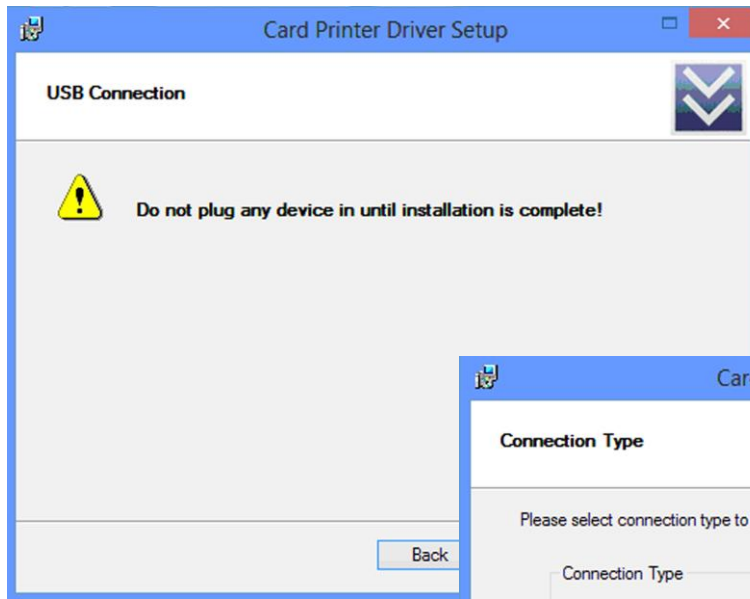 Card Printer Driver Setup
USB Connection
Do not plug any device in until installation is complete!
Back
Car
Connection Type
Please select connection type to
Connection Type